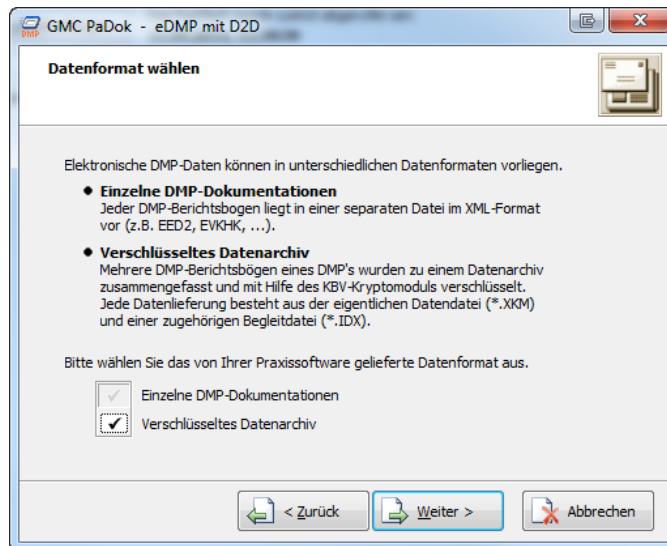 GMC PaDok - eDMP mit D2D
Datenformat wählen
Elektronische DMP-Daten können in unterschiedlichen Datenformaten vorliegen.
● Einzelne DMP-Dokumentationen
Jeder DMP-Berichtsbogen liegt in einer separaten Datei im XML-Format
vor (z.B. EED2, EVKHK, ...).
● Verschlüsseltes Datenarchiv
Mehrere DMP-Berichtsbögen eines DMP's wurden zu einem Datenarchiv
zusammengefasst und mit Hilfe des KBV-Kryptomoduls verschlüsselt.
Jede Datenlieferung besteht aus der eigentlichen Datendatei (*.XKM)
und einer zugehörigen Begleitdatei (*.IDX).
Bitte wählen Sie das von Ihrer Praxissoftware gelieferte Datenformat aus.
Einzelne DMP-Dokumentationen
Verschlüsseltes Datenarchiv
< Zurück Weiter > Abbrechen